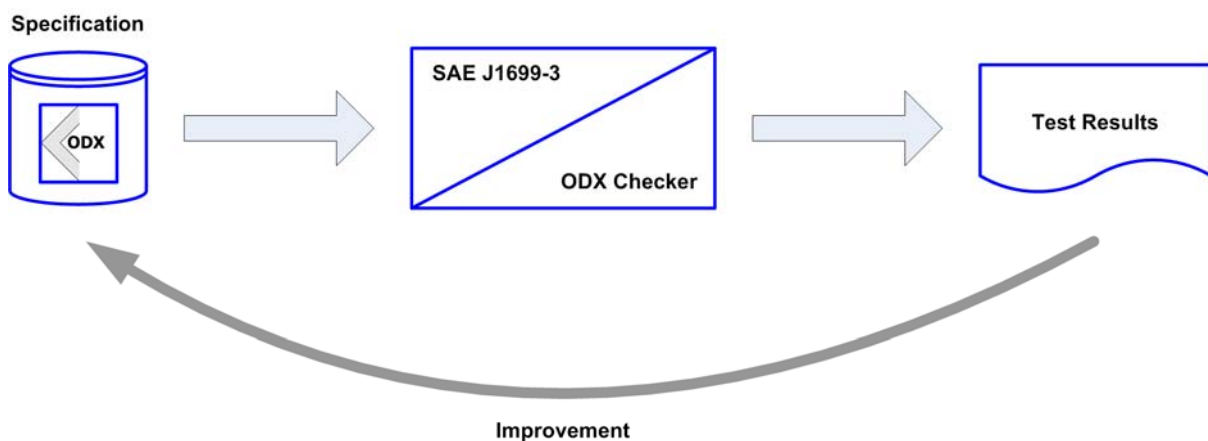 Specification
ODX
SAE J1699-3
ODX Checker
Test Results
Improvement